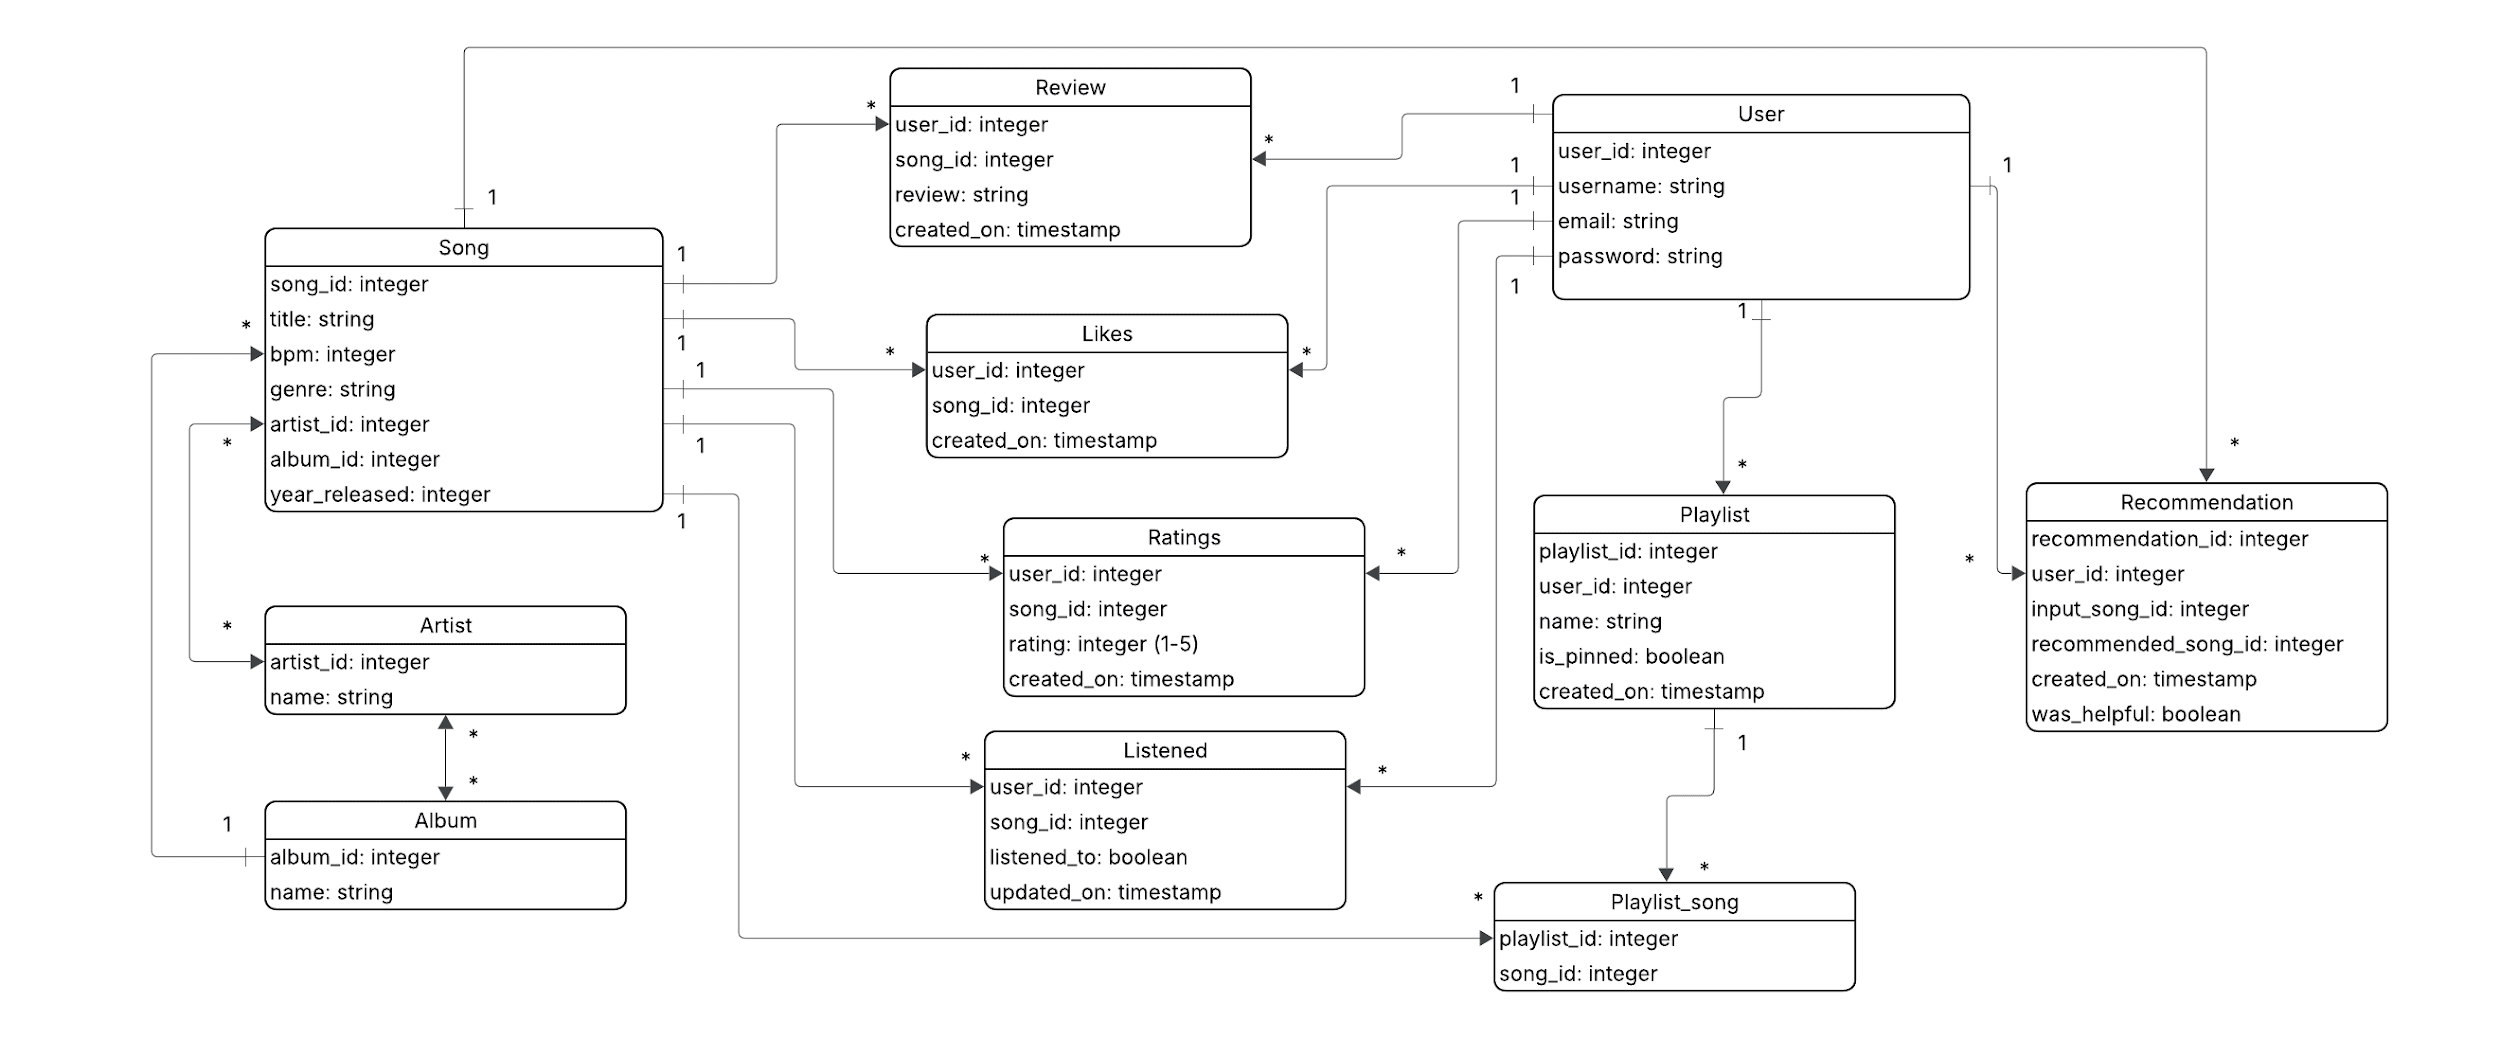 Review
user_id: integer
song_id: integer
review: string
created_on: timestamp
*
*
1
User
user_id: integer
username: string
email: string
password: string
1
1
1
1
1
1
Song
song_id: integer
title: string
bpm: integer
genre: string
artist_id: integer
album_id: integer
year_released: integer
1
1
1
1
1
1
*
*
Likes
user_id: integer
song_id: integer
created_on: timestamp
*
*
Ratings
user_id: integer
song_id: integer
rating: integer (1-5)
created_on: timestamp
*
*
Playlist
playlist_id: integer
user_id: integer
name: string
is_pinned: boolean
created_on: timestamp
*
1
Recommendation
recommendation_id: integer
user_id: integer
input_song_id: integer
recommended_song_id: integer
created_on: timestamp
was_helpful: boolean
*
*
Artist
artist_id: integer
name: string
*
*
*
Album
album_id: integer
name: string
1
Listened
user_id: integer
song_id: integer
listened_to: boolean
updated_on: timestamp
*
*
Playlist_song
playlist_id: integer
song_id: integer
*
*